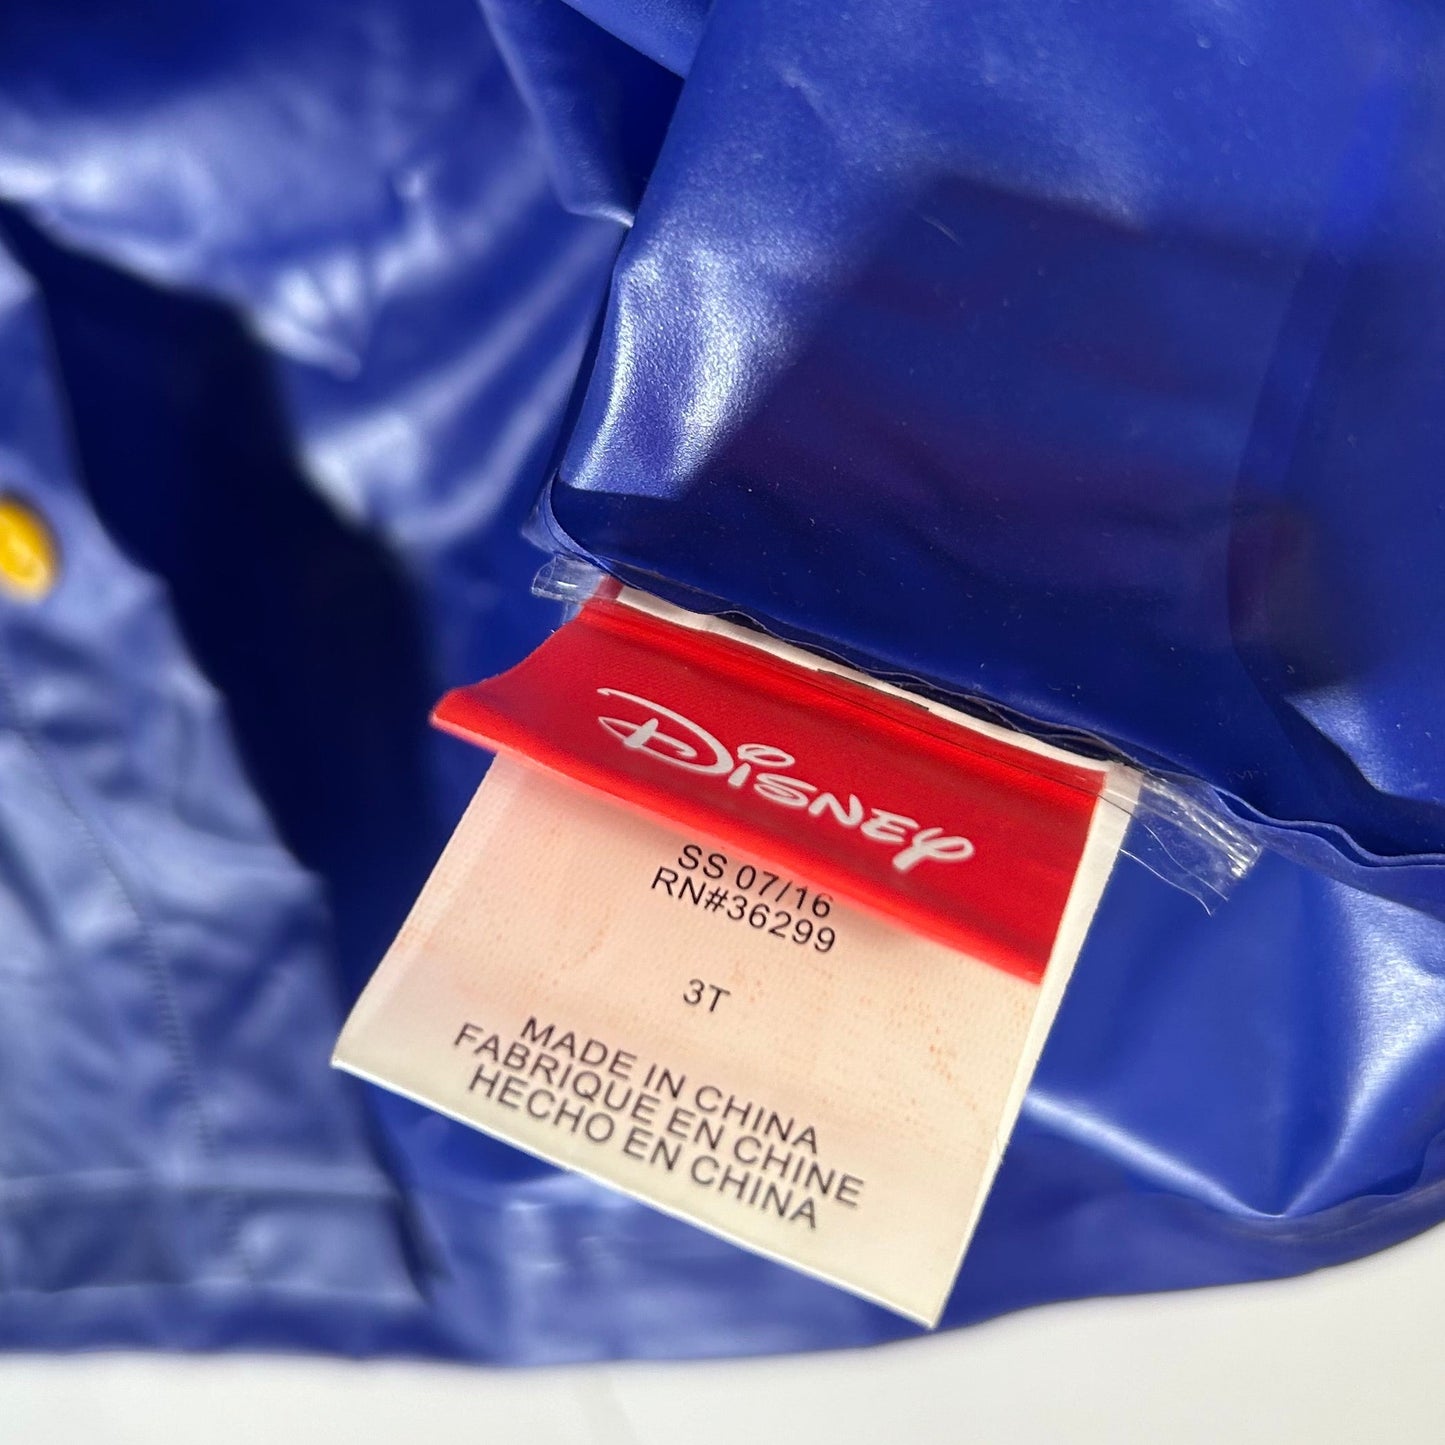 Disney
SS 07/16
RN#36299
3T
MADE IN CHINA
FABRIQUE EN CHINE
HECHO EN CHINA